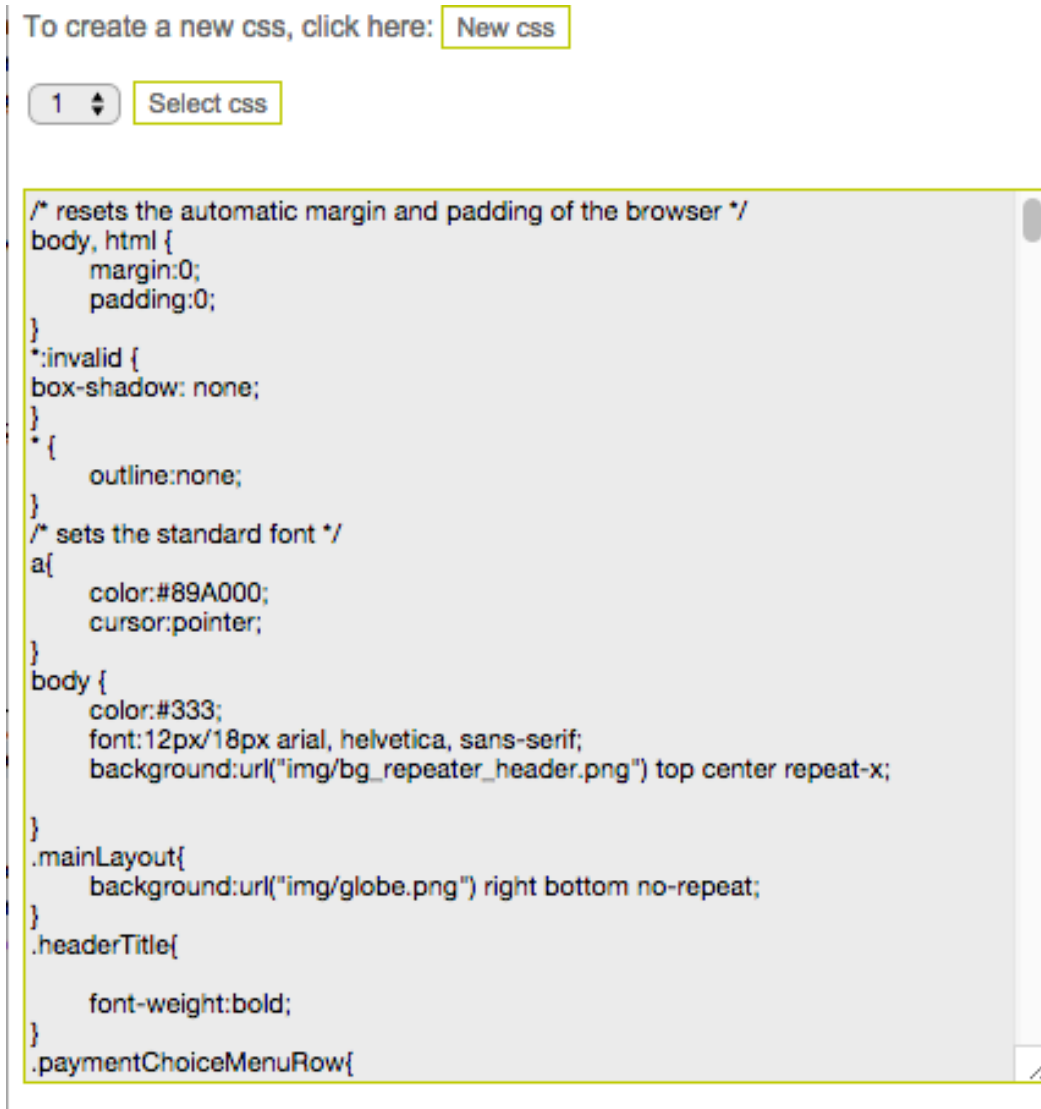 To create a new css, click here: New css
1 Select css
/* resets the automatic margin and padding of the browser */
body, html {
margin:0;
padding:0;
}
*:invalid {
box-shadow: none;
}
* {
outline:none;
}
/* sets the standard font */
a{
color:#89A000;
cursor:pointer;
}
body {
color:#333;
font:12px/18px arial, helvetica, sans-serif;
background:url("img/bg_repeater_header.png") top center repeat-x;
}
.mainLayout{
background:url("img/globe.png") right bottom no-repeat;
}
.headerTitle{
font-weight:bold;
}
.paymentChoiceMenuRow{